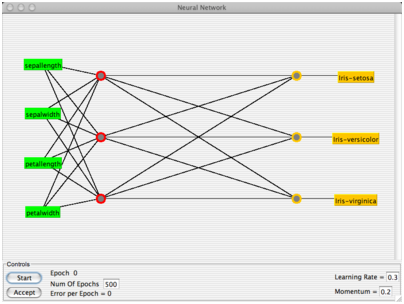 Neural Network
sepallength
Iris-setosa
sepalwidth
Iris-versicolor
petallength
petalwidth
Iris-virginica
Controls
Start
Accept
Epoch 0
Num Of Epochs 500
Error per Epoch = 0
Learning Rate = 0.3
Momentum = 0.2